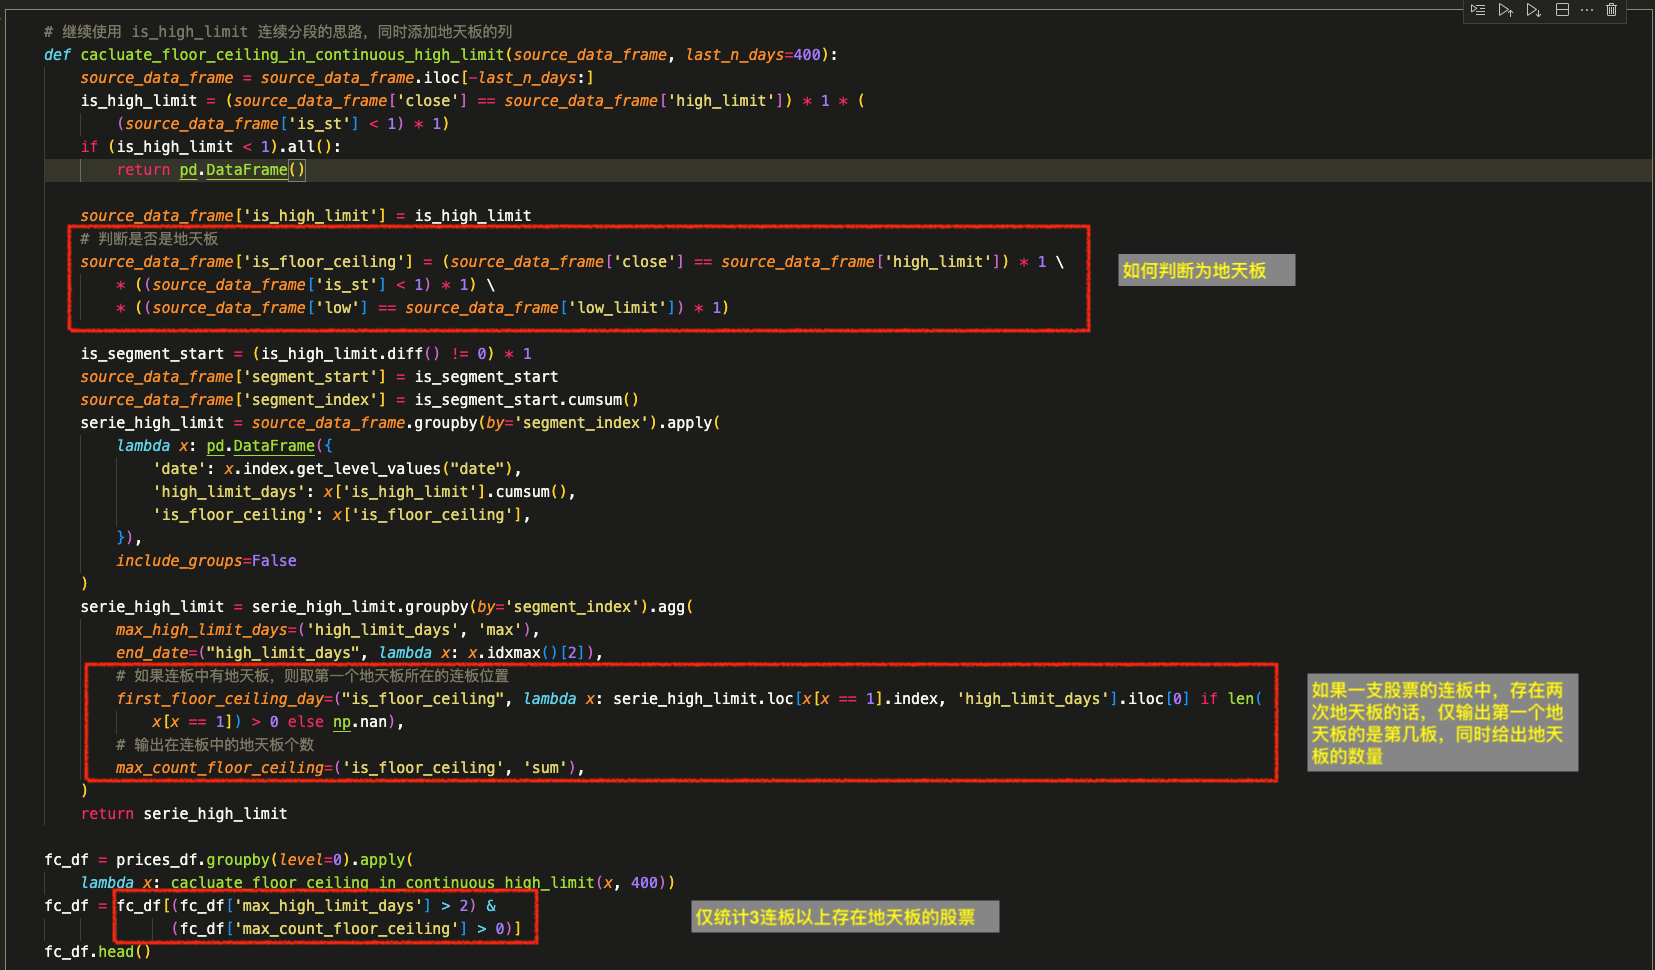 # 继续使用 is_high_limit 连续分段的思路，同时添加地天板的列
def cacluate_floor_ceiling_in_continuous_high_limit(source_data_frame, last_n_days=400):
    source_data_frame = source_data_frame.iloc[-last_n_days:]
    is_high_limit = (source_data_frame['close'] == source_data_frame['high_limit']) * 1 * (
        (source_data_frame['is_st'] < 1) * 1)
    if (is_high_limit < 1).all():
        return pd.DataFrame()
    source_data_frame['is_high_limit'] = is_high_limit
    # 判断是否是地天板
    source_data_frame['is_floor_ceiling'] = (source_data_frame['close'] == source_data_frame['high_limit']) * 1 \
        * ((source_data_frame['is_st'] < 1) * 1) \
        * ((source_data_frame['low'] == source_data_frame['low_limit']) * 1)
如何判断为地天板
    is_segment_start = (is_high_limit.diff() != 0) * 1
    source_data_frame['segment_start'] = is_segment_start
    source_data_frame['segment_index'] = is_segment_start.cumsum()
    serie_high_limit = source_data_frame.groupby(by='segment_index').apply(
        lambda x: pd.DataFrame({
            'date': x.index.get_level_values("date"),
            'high_limit_days': x['is_high_limit'].cumsum(),
            'is_floor_ceiling': x['is_floor_ceiling'],
        }),
        include_groups=False
    )
    serie_high_limit = serie_high_limit.groupby(by='segment_index').agg(
        max_high_limit_days=('high_limit_days', 'max'),
        end_date=("high_limit_days", lambda x: x.idxmax()[2]),
        # 如果连板中有地天板，则取第一个地天板所在的连板位置
        first_floor_ceiling_day=("is_floor_ceiling", lambda x: serie_high_limit.loc[x[x == 1].index, 'high_limit_days'].iloc[0] if len(
            x[x == 1]) > 0 else np.nan),
        # 输出在连板中的地天板个数
        max_count_floor_ceiling=('is_floor_ceiling', 'sum'),
如果一支股票的连板中，存在两
次地天板的话，仅输出第一个地
天板的是第几板，同时给出地天
板的数量
    )
    return serie_high_limit
fc_df = prices_df.groupby(level=0).apply(
    lambda x: cacluate_floor_ceiling_in_continuous_high_limit(x, 400))
fc_df = fc_df[(fc_df['max_high_limit_days'] > 2) &
              (fc_df['max_count_floor_ceiling'] > 0)]
仅统计3连板以上存在地天板的股票
fc_df.head()